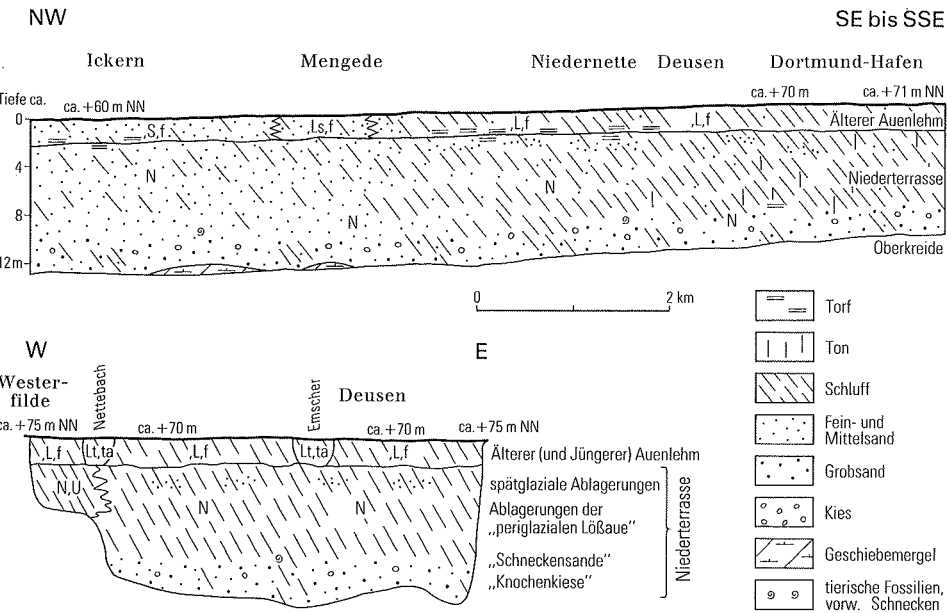 NW
SE bis SSE
Ickern
Mengede
Niedernette
Deusen
Dortmund-Hafen
Tiefe ca.
ca. +60 m NN
ca. +70 m
ca. +71 m NN
0
,S,f
,Ls,f
,L,f
,L,f
Älterer Auenlehm
4
N
N
N
N
Niederterrasse
8
12m
Oberkreide
0
2 km
Torf
Ton
Schluff
Fein- und
Mittelsand
Grobsand
Kies
Geschiebemergel
tierische Fossilien,
vorw. Schnecken
W
E
Wester-
filde
Nettebach
Emscher
Deusen
ca. +75 m NN
ca. +70 m
ca. +70 m
ca. +75 m NN
,L,f
Lt,ta
,L,f
Lt,ta
,L,f
Älterer (und Jüngerer) Auenlehm
N,U
N
N
spätglaziale Ablagerungen
Ablagerungen der
„periglazialen Lößaue"
„Schneckensande"
„Knochenkiese"
Niederterrasse